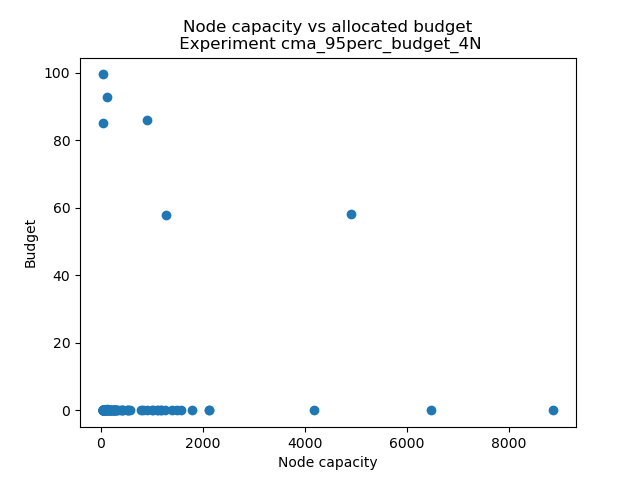 Node capacity vs allocated budget
Experiment cma_95perc_budget_4N
100
80
60
40
20
0
Budget
0 2000 4000 6000 8000
Node capacity